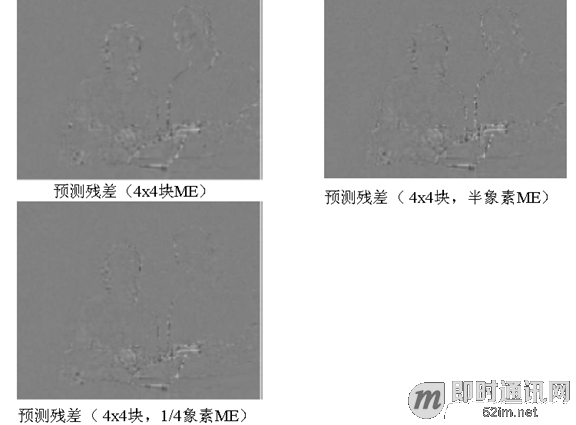 预测残差（4x4块ME）
预测残差（ 4x4块，半象素ME）
预测残差（ 4x4块，1/4象素ME）
m 即时通讯网
52im.net